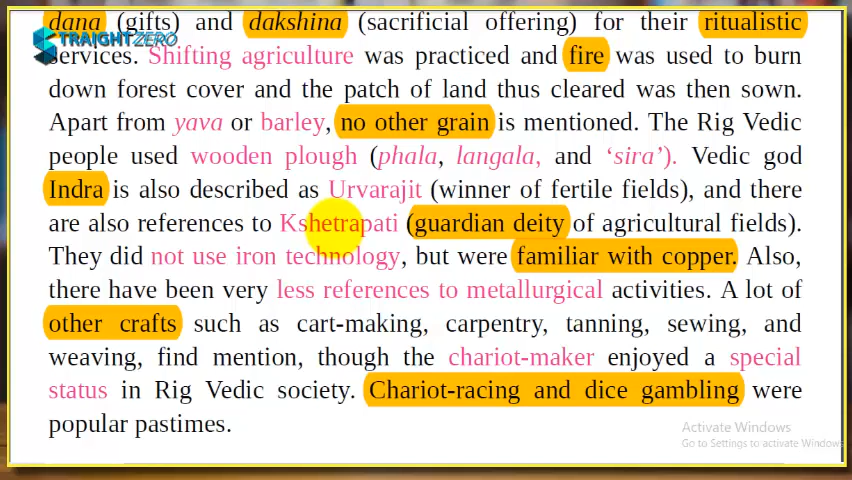 dana (gifts) and dakshina (sacrificial offering) for their ritualistic
STRAIGHTZERO
services. Shifting agriculture was practiced and fire was used to burn
down forest cover and the patch of land thus cleared was then sown.
Apart from yava or barley, no other grain is mentioned. The Rig Vedic
people used wooden plough (phala, langala, and ‘sira’). Vedic god
Indra is also described as Urvarajit (winner of fertile fields), and there
are also references to Kshetrapati (guardian deity of agricultural fields).
They did not use iron technology, but were familiar with copper. Also,
there have been very less references to metallurgical activities. A lot of
other crafts such as cart-making, carpentry, tanning, sewing, and
weaving, find mention, though the chariot-maker enjoyed a special
status in Rig Vedic society. Chariot-racing and dice gambling were
popular pastimes.
Activate Windows
Go to Settings to activate Windows.